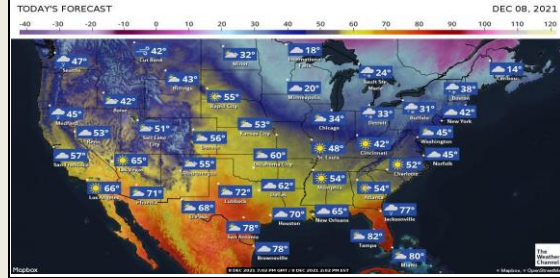 TODAY'S FORECAST
DEC 08, 2021
-40 -30 -20 -10 0 10 20 30 40 50 60 70 80 90 100 110 120
47° Seattle
42° Cut Bank
32° Minot
18° International Falls
24° Sault Ste. Marie
14° Caribou
43° Billings
20° Minneapolis
38° Boston
45° Medford
42° Boise
55° Rapid City
34° Chicago
33° Detroit
31° Buffalo
42° New York
53° Reno
51° Salt Lake City
56°
53° Kansas City
48° St. Louis
42° Cincinnati
45° Washington
57° San Francisco
65° Las Vegas
55°
60° Oklahoma City
54° Memphis
52° Charlotte
45° Norfolk
66° Los Angeles
71° Phoenix
68° El Paso
72° Lubbock
62° Dallas
54° Atlanta
78° San Antonio
70° Houston
65° New Orleans
77° Jacksonville
78° Brownsville
82° Tampa
80° Miami
Mapbox
The Weather Channel